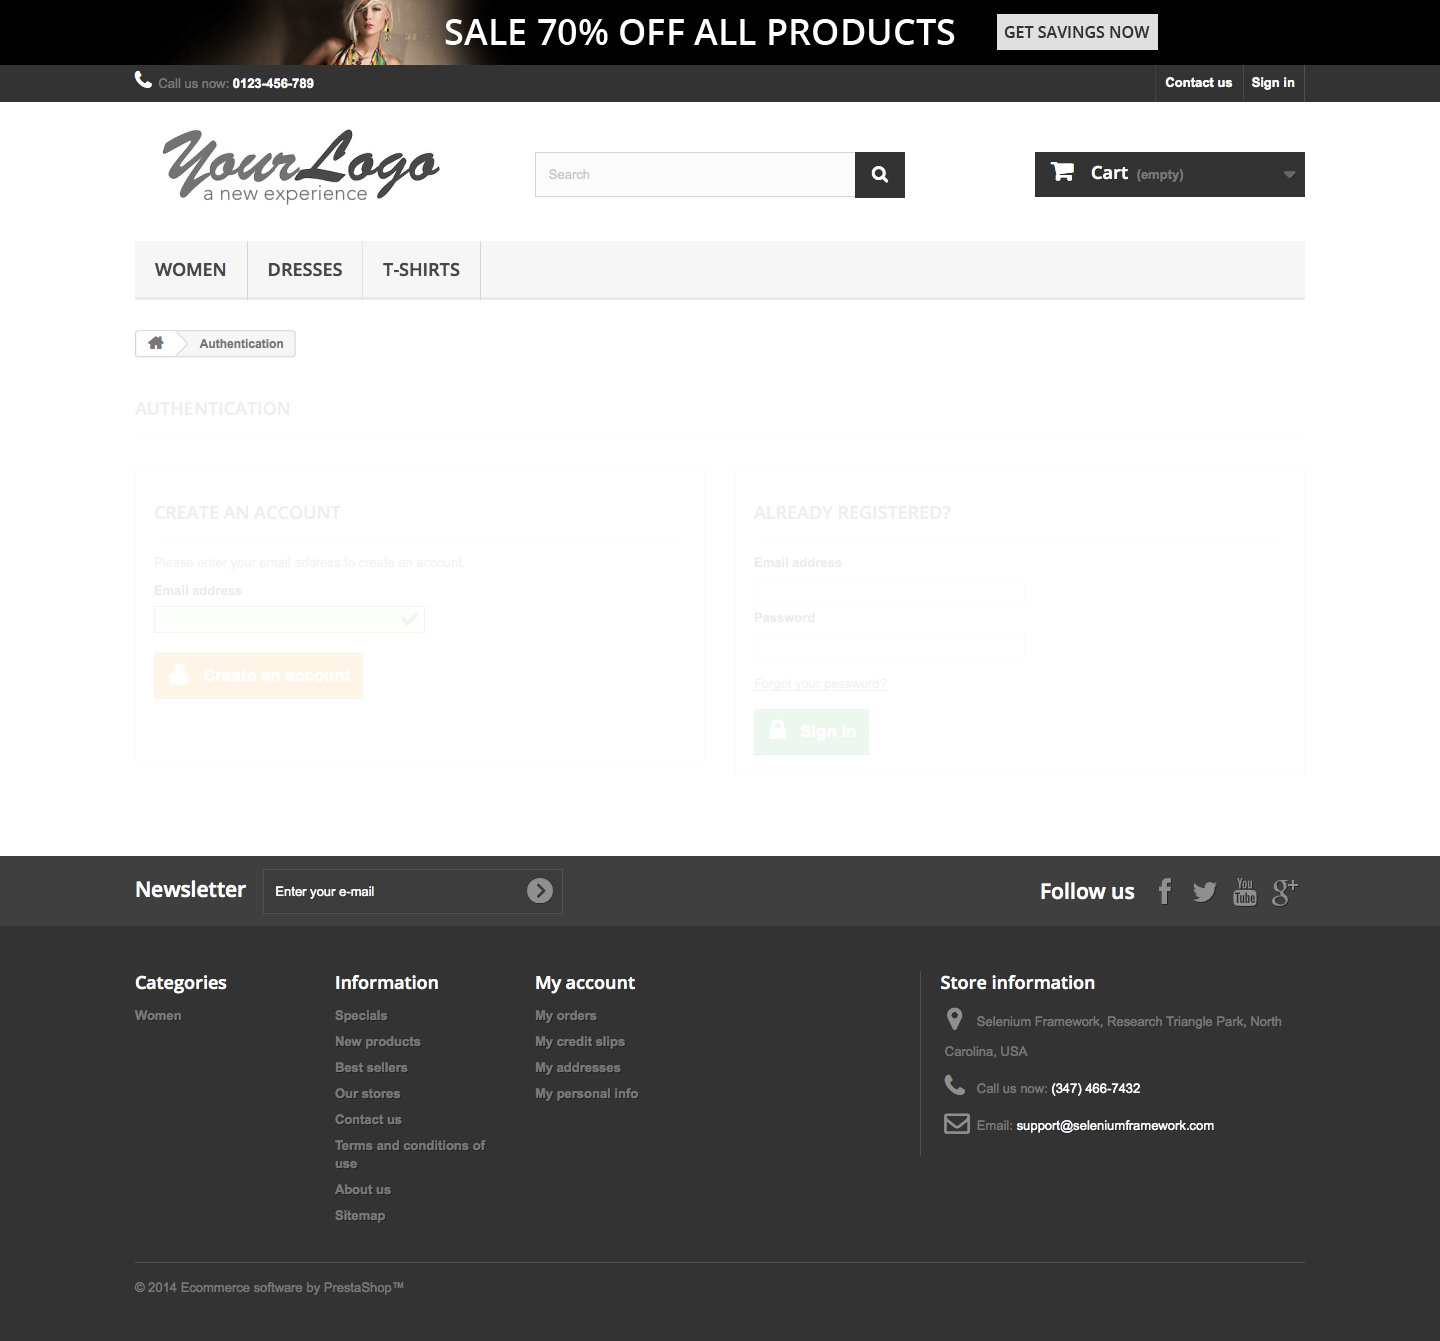 SALE 70% OFF ALL PRODUCTS
GET SAVINGS NOW
Call us now: 0123-456-789
Contact us
Sign in
YourLogo
a new experience
Search
Cart (empty)
WOMEN
DRESSES
T-SHIRTS
Authentication
AUTHENTICATION
CREATE AN ACCOUNT
Please enter your email address to create an account.
Email address
Create an account
ALREADY REGISTERED?
Email address
Password
Forgot your password?
Sign in
Newsletter
Enter your e-mail
Follow us
You
Tube
g+
Categories
Women
Information
Specials
New products
Best sellers
Our stores
Contact us
Terms and conditions of
use
About us
Sitemap
My account
My orders
My credit slips
My addresses
My personal info
Store information
Selenium Framework, Research Triangle Park, North
Carolina, USA
Call us now: (347) 466-7432
Email: support@seleniumframework.com
© 2014 Ecommerce software by PrestaShop™